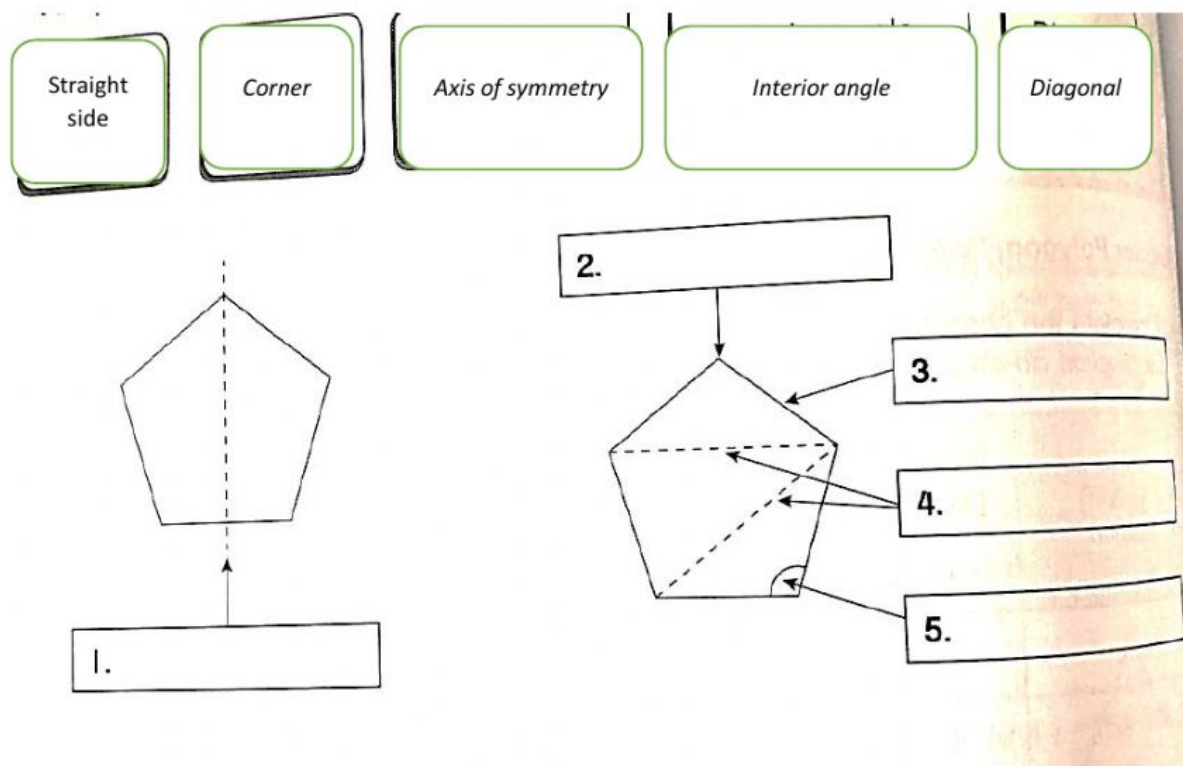 Straight
side
Corner
Axis of symmetry
Interior angle
Diagonal
2.
3.
4.
5.
1.